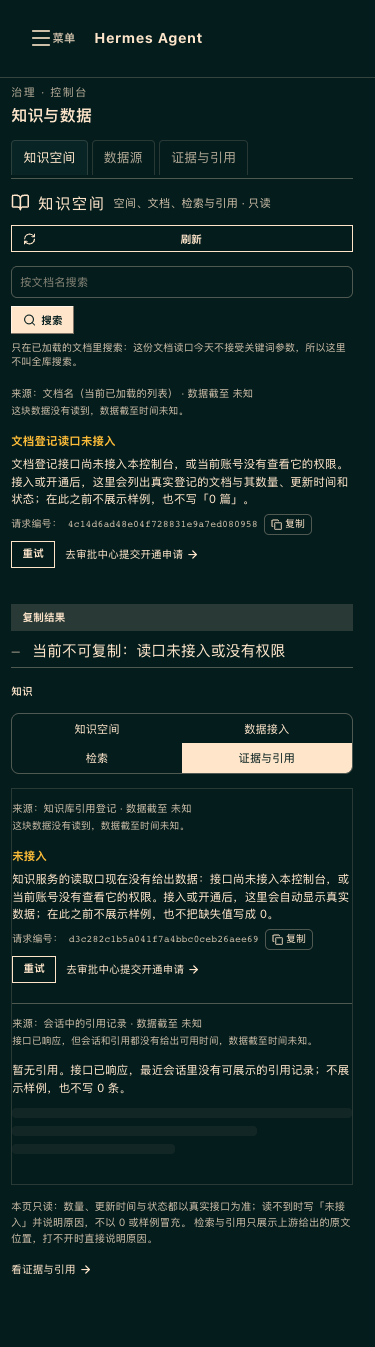 菜单 Hermes Agent
治理 · 控制台
知识与数据
知识空间 数据源 证据与引用
知识空间 空间、文档、检索与引用 · 只读
刷新
按文档名搜索
搜索
只在已加载的文档里搜索：这份文档读口今天不接受关键词参数，所以这里
不叫全库搜索。
来源：文档名（当前已加载的列表） · 数据截至 未知
这块数据没有读到，数据截至时间未知。
文档登记读口未接入
文档登记接口尚未接入本控制台，或当前账号没有查看它的权限。
接入或开通后，这里会列出真实登记的文档与其数量、更新时间和
状态；在此之前不展示样例，也不写「0 篇」。
请求编号： 4c14d6ad48e04f728831e9a7ed080958 复制
重试 去审批中心提交开通申请 →
复制结果
— 当前不可复制：读口未接入或没有权限
知识
知识空间 数据接入
检索 证据与引用
来源：知识库引用登记 · 数据截至 未知
这块数据没有读到，数据截至时间未知。
未接入
知识服务的读取口现在没有给出数据：接口尚未接入本控制台，或
当前账号没有查看它的权限。接入或开通后，这里会自动显示真实
数据；在此之前不展示样例，也不把缺失值写成 0。
请求编号： d3c282c1b5a041f7a4bbc0ceb26aee69 复制
重试 去审批中心提交开通申请 →
来源：会话中的引用记录 · 数据截至 未知
接口已响应，但会话和引用都没有给出可用时间，数据截至时间未知。
暂无引用。接口已响应，最近会话里没有可展示的引用记录；不展
示样例，也不写 0 条。
本页只读：数量、更新时间与状态都以真实接口为准；读不到时写「未接
入」并说明原因，不以 0 或样例冒充。 检索与引用只展示上游给出的原文
位置，打不开时直接说明原因。
看证据与引用 →